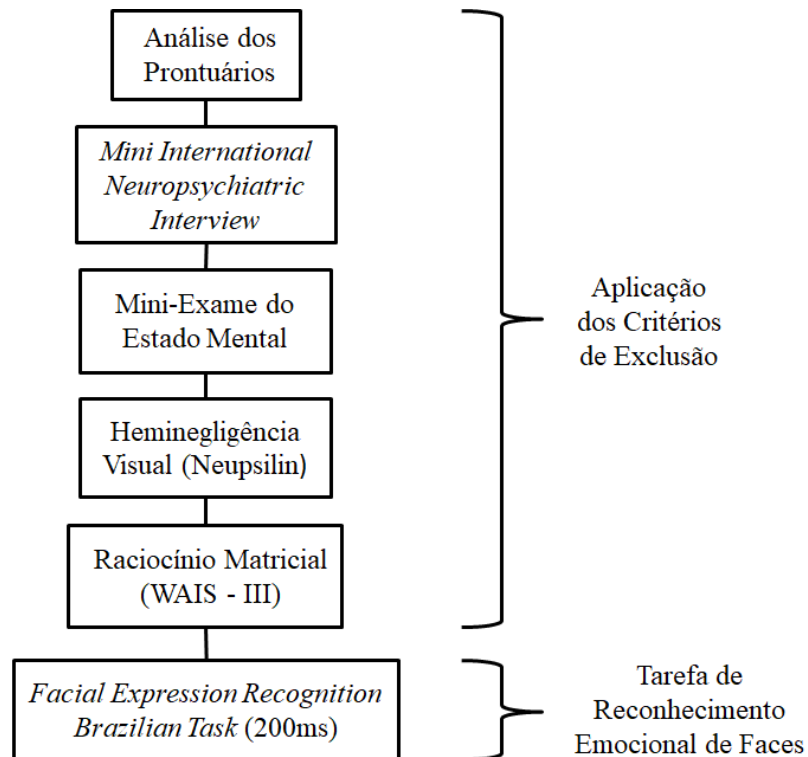 Análise dos
Prontuários
Mini International
Neuropsychiatric
Interview
Mini-Exame do
Estado Mental
Heminegligência
Visual (Neupsilin)
Raciocínio Matricial
(WAIS - III)
Facial Expression Recognition
Brazilian Task (200ms)
Aplicação
dos Critérios
de Exclusão
Tarefa de
Reconhecimento
Emocional de Faces